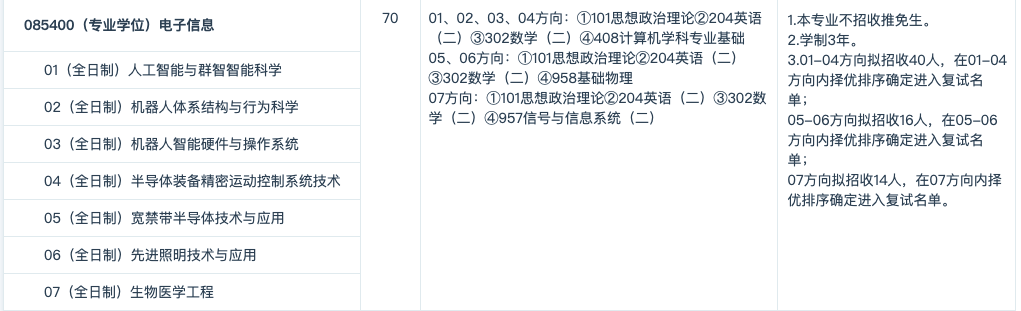 085400（专业学位）电子信息
01（全日制）人工智能与群智智能科学
02（全日制）机器人体系结构与行为科学
03（全日制）机器人智能硬件与操作系统
04（全日制）半导体装备精密运动控制系统技术
05（全日制）宽禁带半导体技术与应用
06（全日制）先进照明技术与应用
07（全日制）生物医学工程
70
01、02、03、04方向：①101思想政治理论②204英语
（二）③302数学（二）④408计算机学科专业基础
05、06方向：①101思想政治理论②204英语（二）
③302数学（二）④958基础物理
07方向：①101思想政治理论②204英语（二）③302数
学（二）④957信号与信息系统（二）
1.本专业不招收推免生。
2.学制3年。
3.01-04方向拟招收40人，在01-04
方向内择优排序确定进入复试名
单；
05-06方向拟招收16人，在05-06
方向内择优排序确定进入复试名
单；
07方向拟招收14人，在07方向内择
优排序确定进入复试名单。